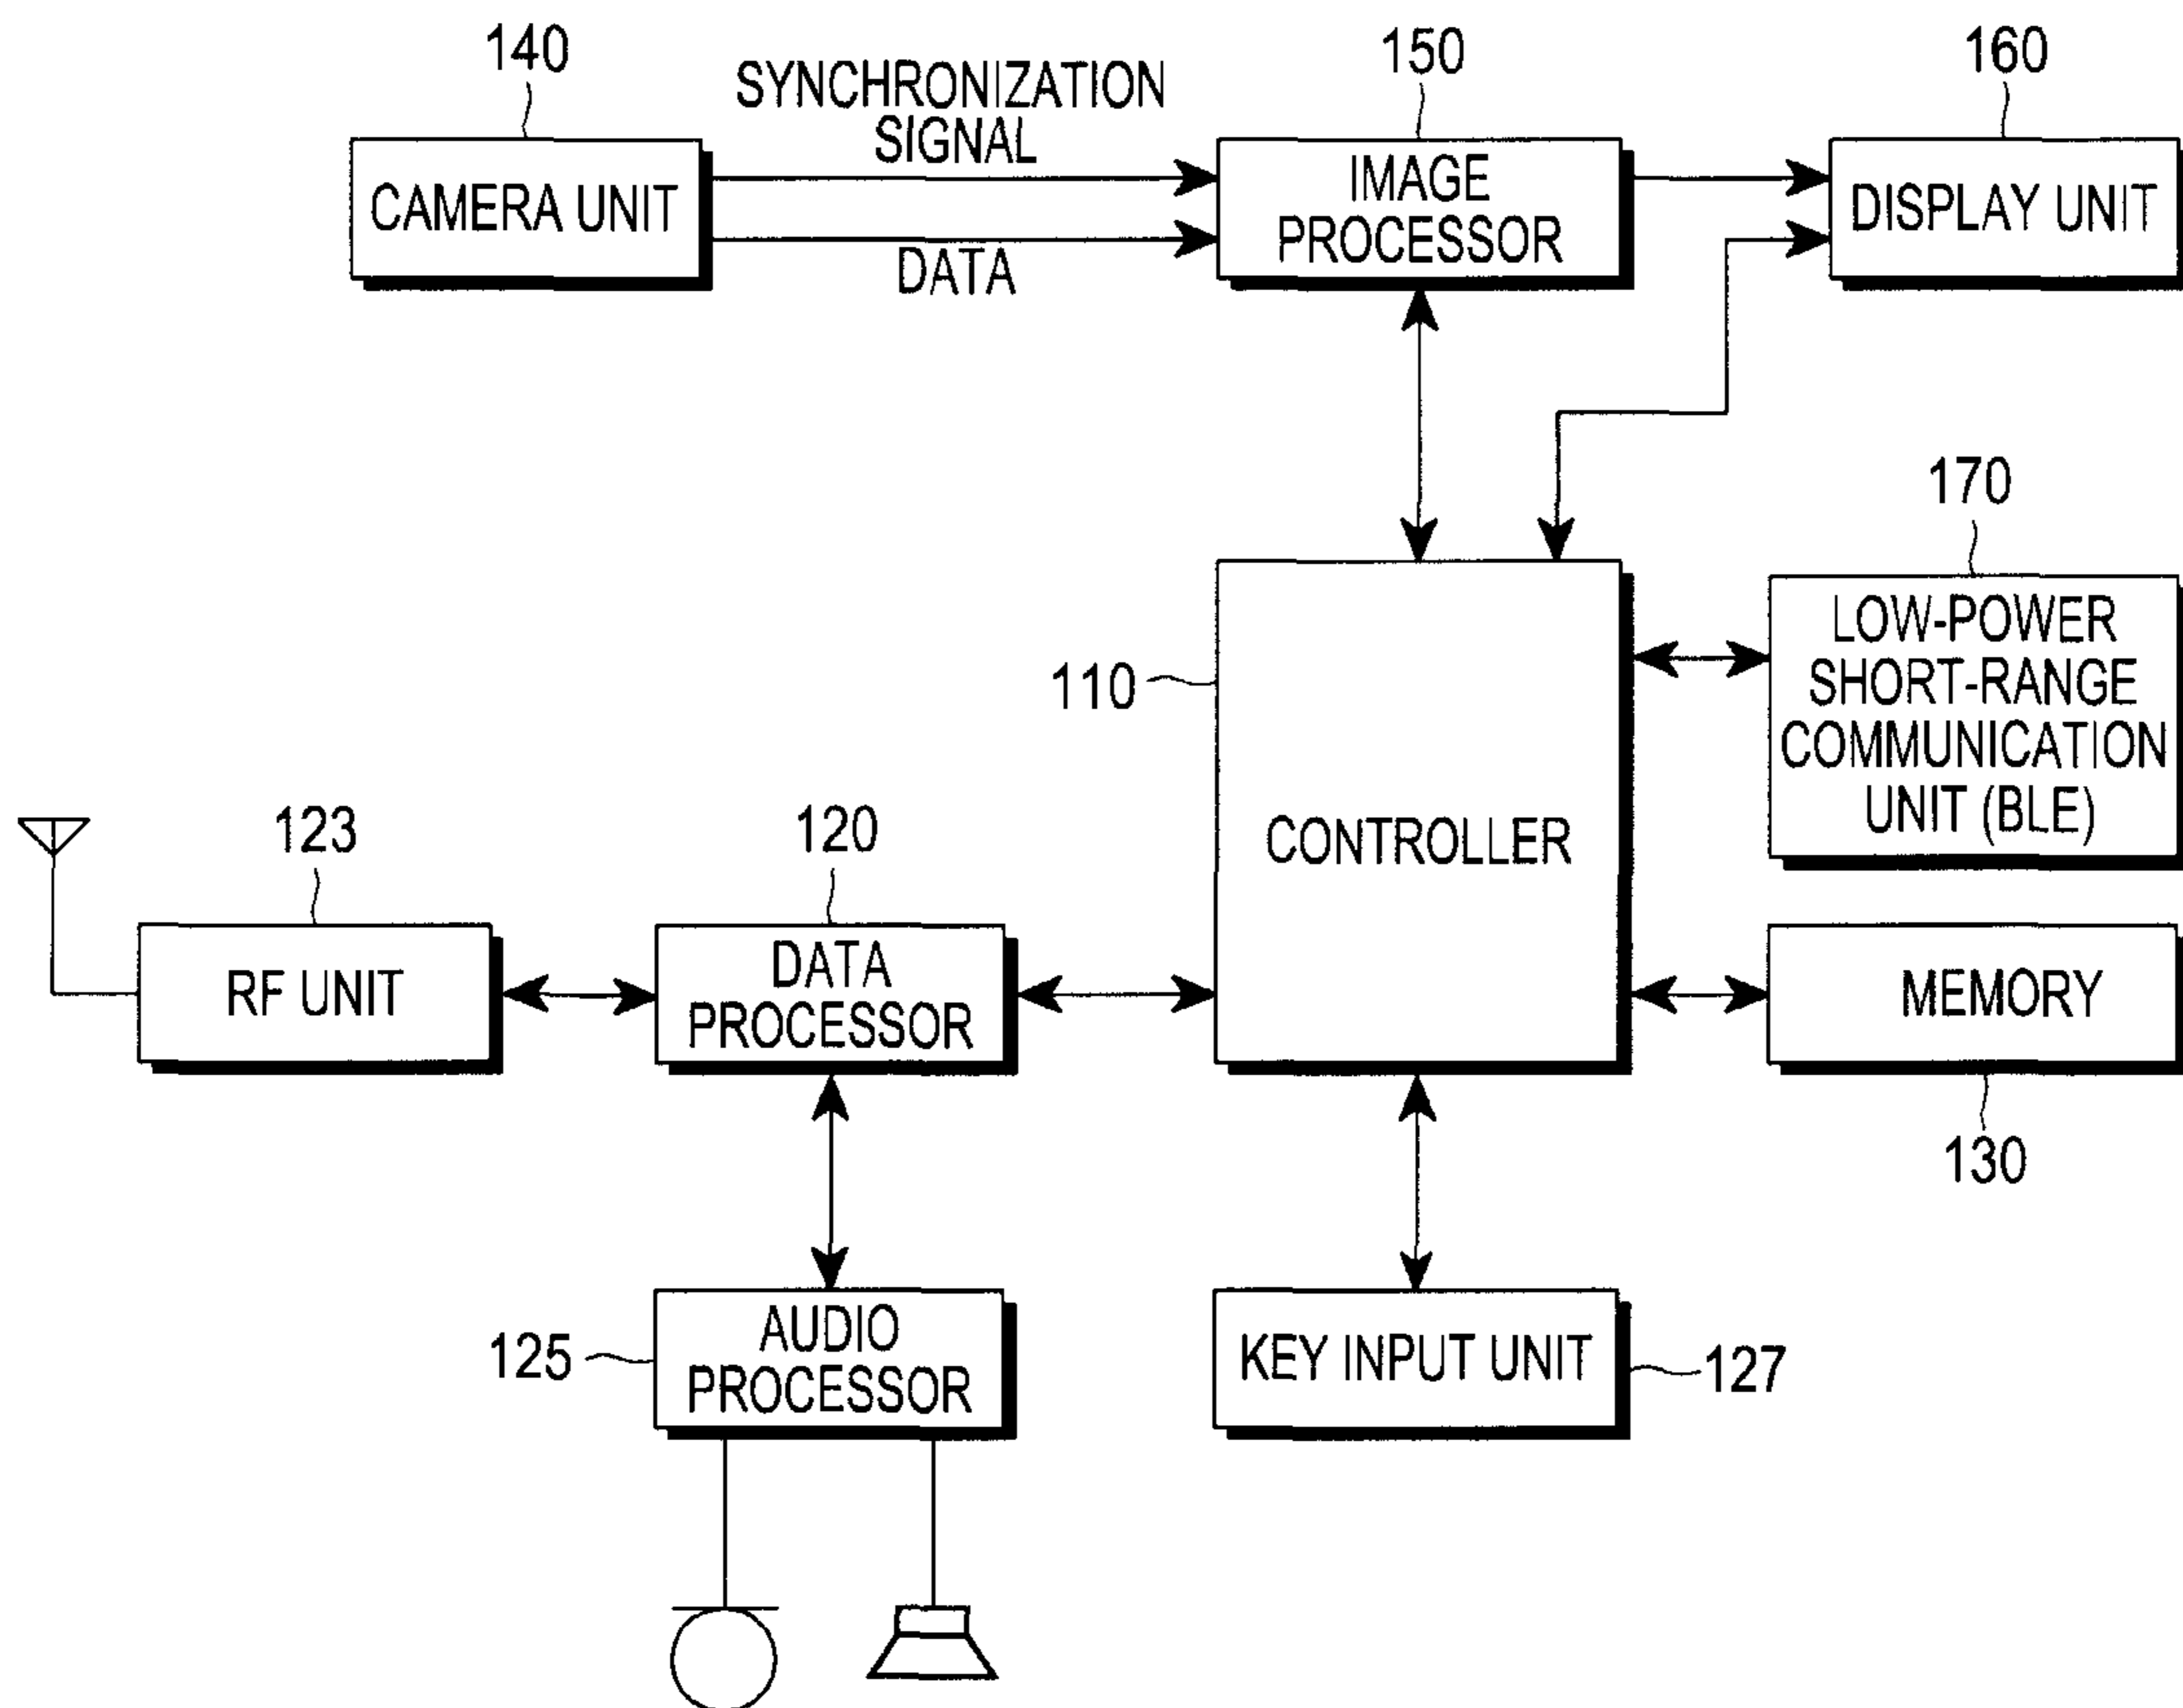 140
SYNCHRONIZATION
SIGNAL
150
160
CAMERA UNIT
DATA
IMAGE
PROCESSOR
DISPLAY UNIT
170
110
CONTROLLER
LOW-POWER
SHORT-RANGE
COMMUNICATION
UNIT (BLE)
123
120
RF UNIT
DATA
PROCESSOR
MEMORY
130
125
AUDIO
PROCESSOR
KEY INPUT UNIT
127